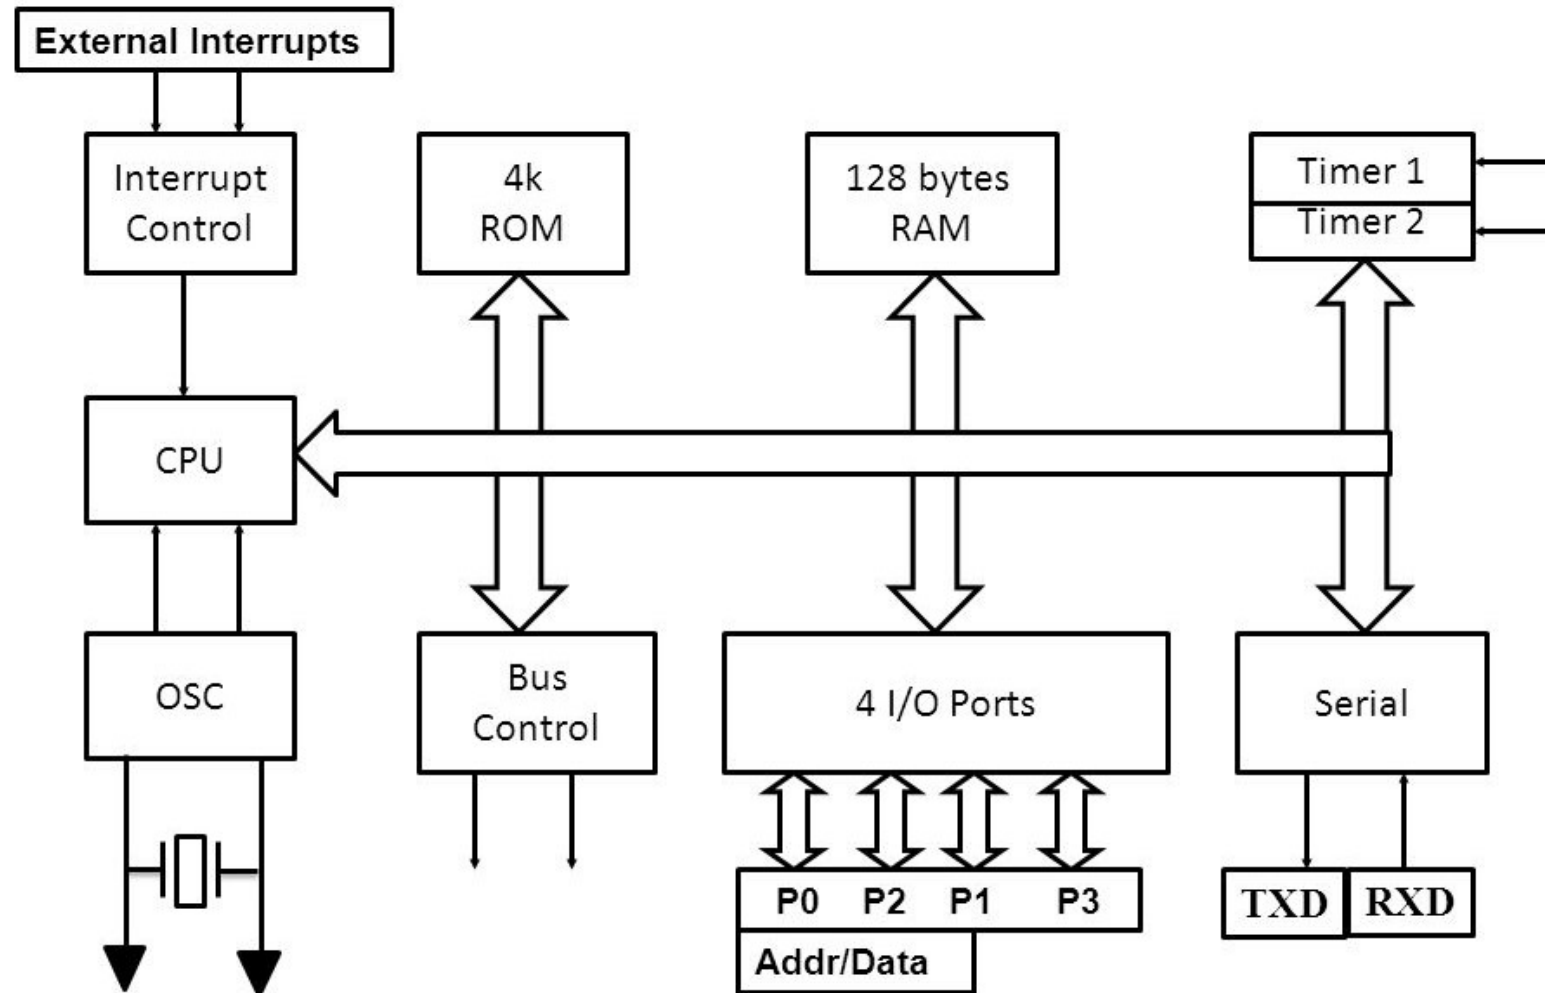 External Interrupts
Interrupt
Control
4k
ROM
128 bytes
RAM
Timer 1
Timer 2
CPU
OSC
Bus
Control
4 I/O Ports
Serial
P0 P2 P1 P3
Addr/Data
TXD RXD